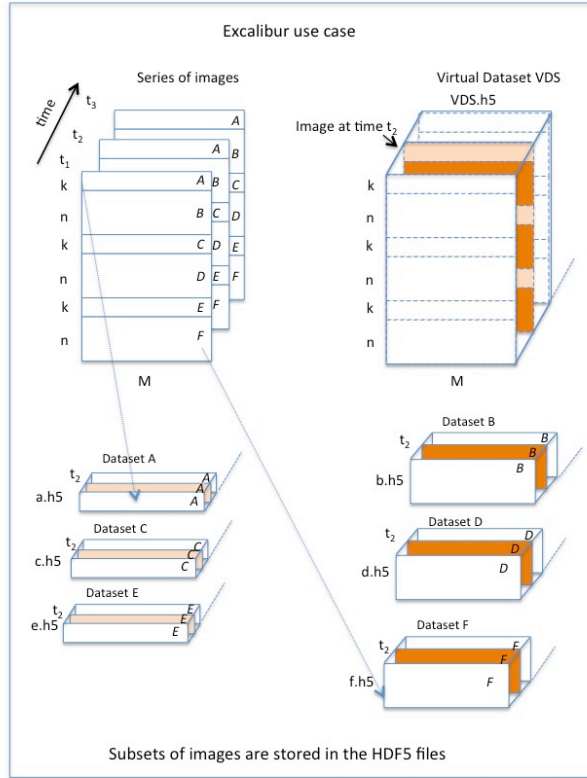 Excalibur use case
Series of images
Virtual Dataset VDS
VDS.h5
time
t3
t2
t1
Image at time t2
A
A B
A B C
k
B C D
n
C D E
k
D E F
n
E F
k
F
n
M
k
n
k
n
k
n
M
Dataset A
t2
A
A
A
a.h5
Dataset C
t2
C
C
C
c.h5
Dataset E
t2
E
E
E
e.h5
Dataset B
t2
B
B
B
b.h5
Dataset D
t2
D
D
D
d.h5
Dataset F
t2
F
F
F
f.h5
Subsets of images are stored in the HDF5 files